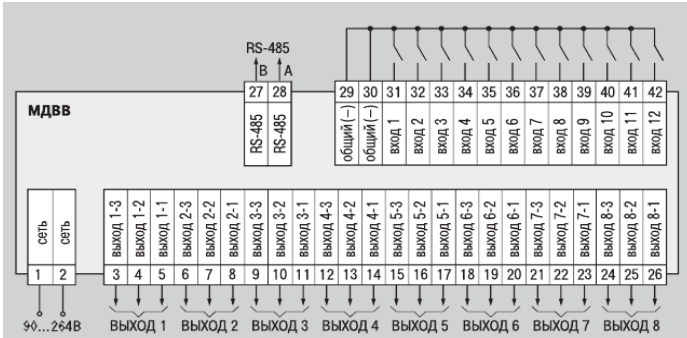 RS-485
B A
27 28
29 30 31 32 33 34 35 36 37 38 39 40 41 42
МДВВ
RS-485
RS-485
общий(–)
общий(–)
вход 1
вход 2
вход 3
вход 4
вход 5
вход 6
вход 7
вход 8
вход 9
вход 10
вход 11
вход 12
сеть
сеть
выход 1-3
выход 1-2
выход 1-1
выход 2-3
выход 2-2
выход 2-1
выход 3-3
выход 3-2
выход 3-1
выход 4-3
выход 4-2
выход 4-1
выход 5-3
выход 5-2
выход 5-1
выход 6-3
выход 6-2
выход 6-1
выход 7-3
выход 7-2
выход 7-1
выход 8-3
выход 8-2
выход 8-1
1 2
3 4 5 6 7 8 9 10 11 12 13 14 15 16 17 18 19 20 21 22 23 24 25 26
90...264В
ВЫХОД 1 ВЫХОД 2 ВЫХОД 3 ВЫХОД 4 ВЫХОД 5 ВЫХОД 6 ВЫХОД 7 ВЫХОД 8